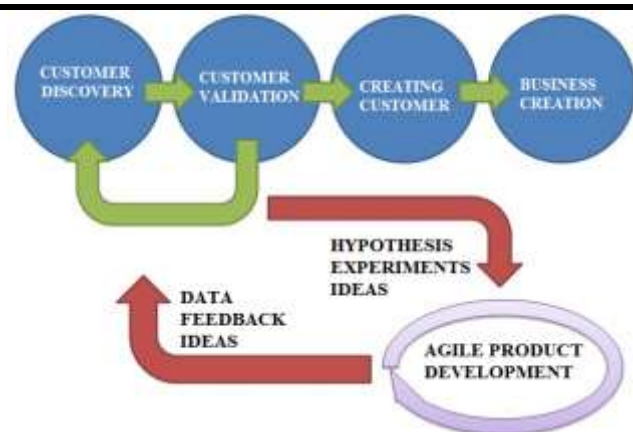 CUSTOMER
DISCOVERY
CUSTOMER
VALIDATION
CREATING
CUSTOMER
BUSINESS
CREATION
HYPOTHESIS
EXPERIMENTS
IDEAS
DATA
FEEDBACK
IDEAS
AGILE PRODUCT
DEVELOPMENT